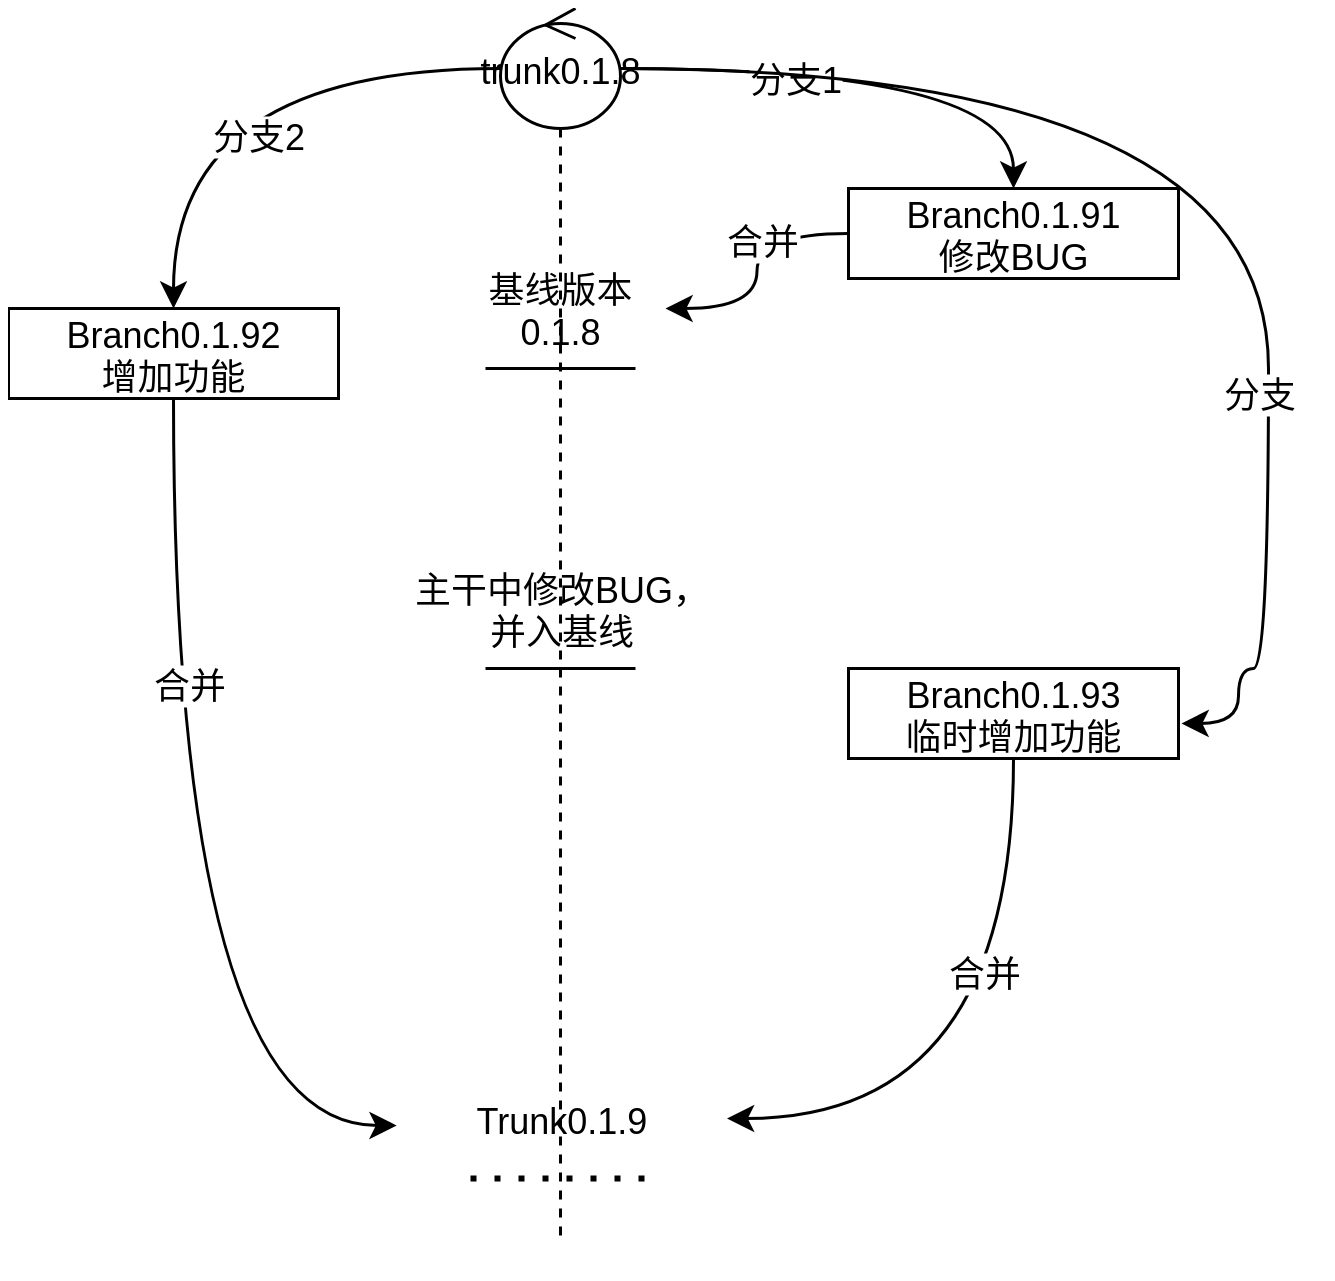 trunk0.1.8
分支1
分支2
Branch0.1.91
修改BUG
合并
基线版本
0.1.8
Branch0.1.92
增加功能
分支
主干中修改BUG，
并入基线
合并
Branch0.1.93
临时增加功能
合并
Trunk0.1.9